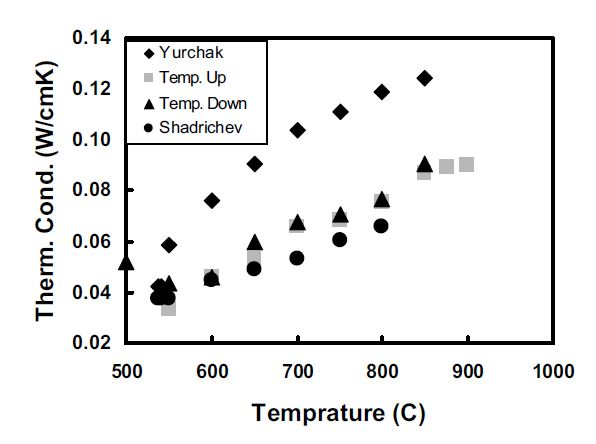 0.14
0.12
0.10
0.08
0.06
0.04
0.02
Therm. Cond. (W/cmK)
Yurchak
Temp. Up
Temp. Down
Shadrichev
500 600 700 800 900 1000
Temprature (C)